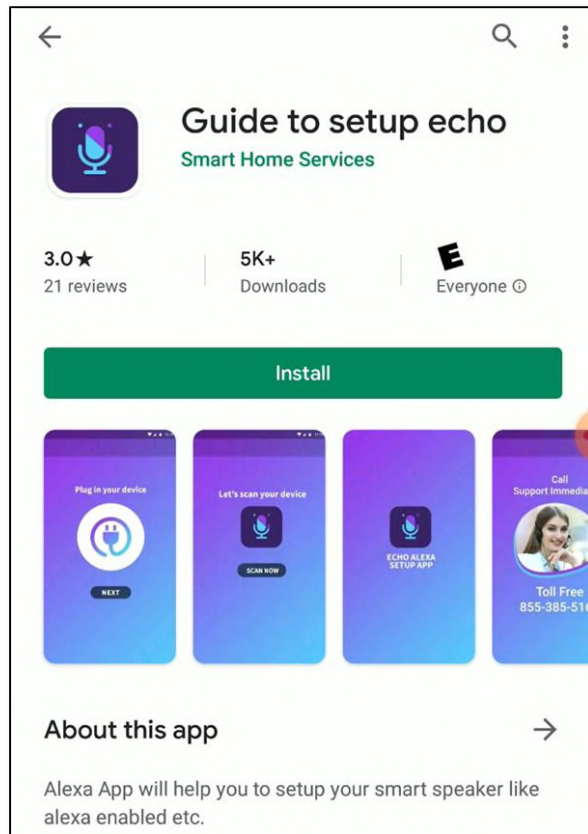 Guide to setup echo
Smart Home Services
3.0★
21 reviews
5K+
Downloads
E
Everyone
Install
Plug in your device
NEXT
Let's scan your device
SCAN NOW
ECHO ALEXA
SETUP APP
Call
Support Immedia
Toll Free
855-385-516
About this app
Alexa App will help you to setup your smart speaker like
alexa enabled etc.